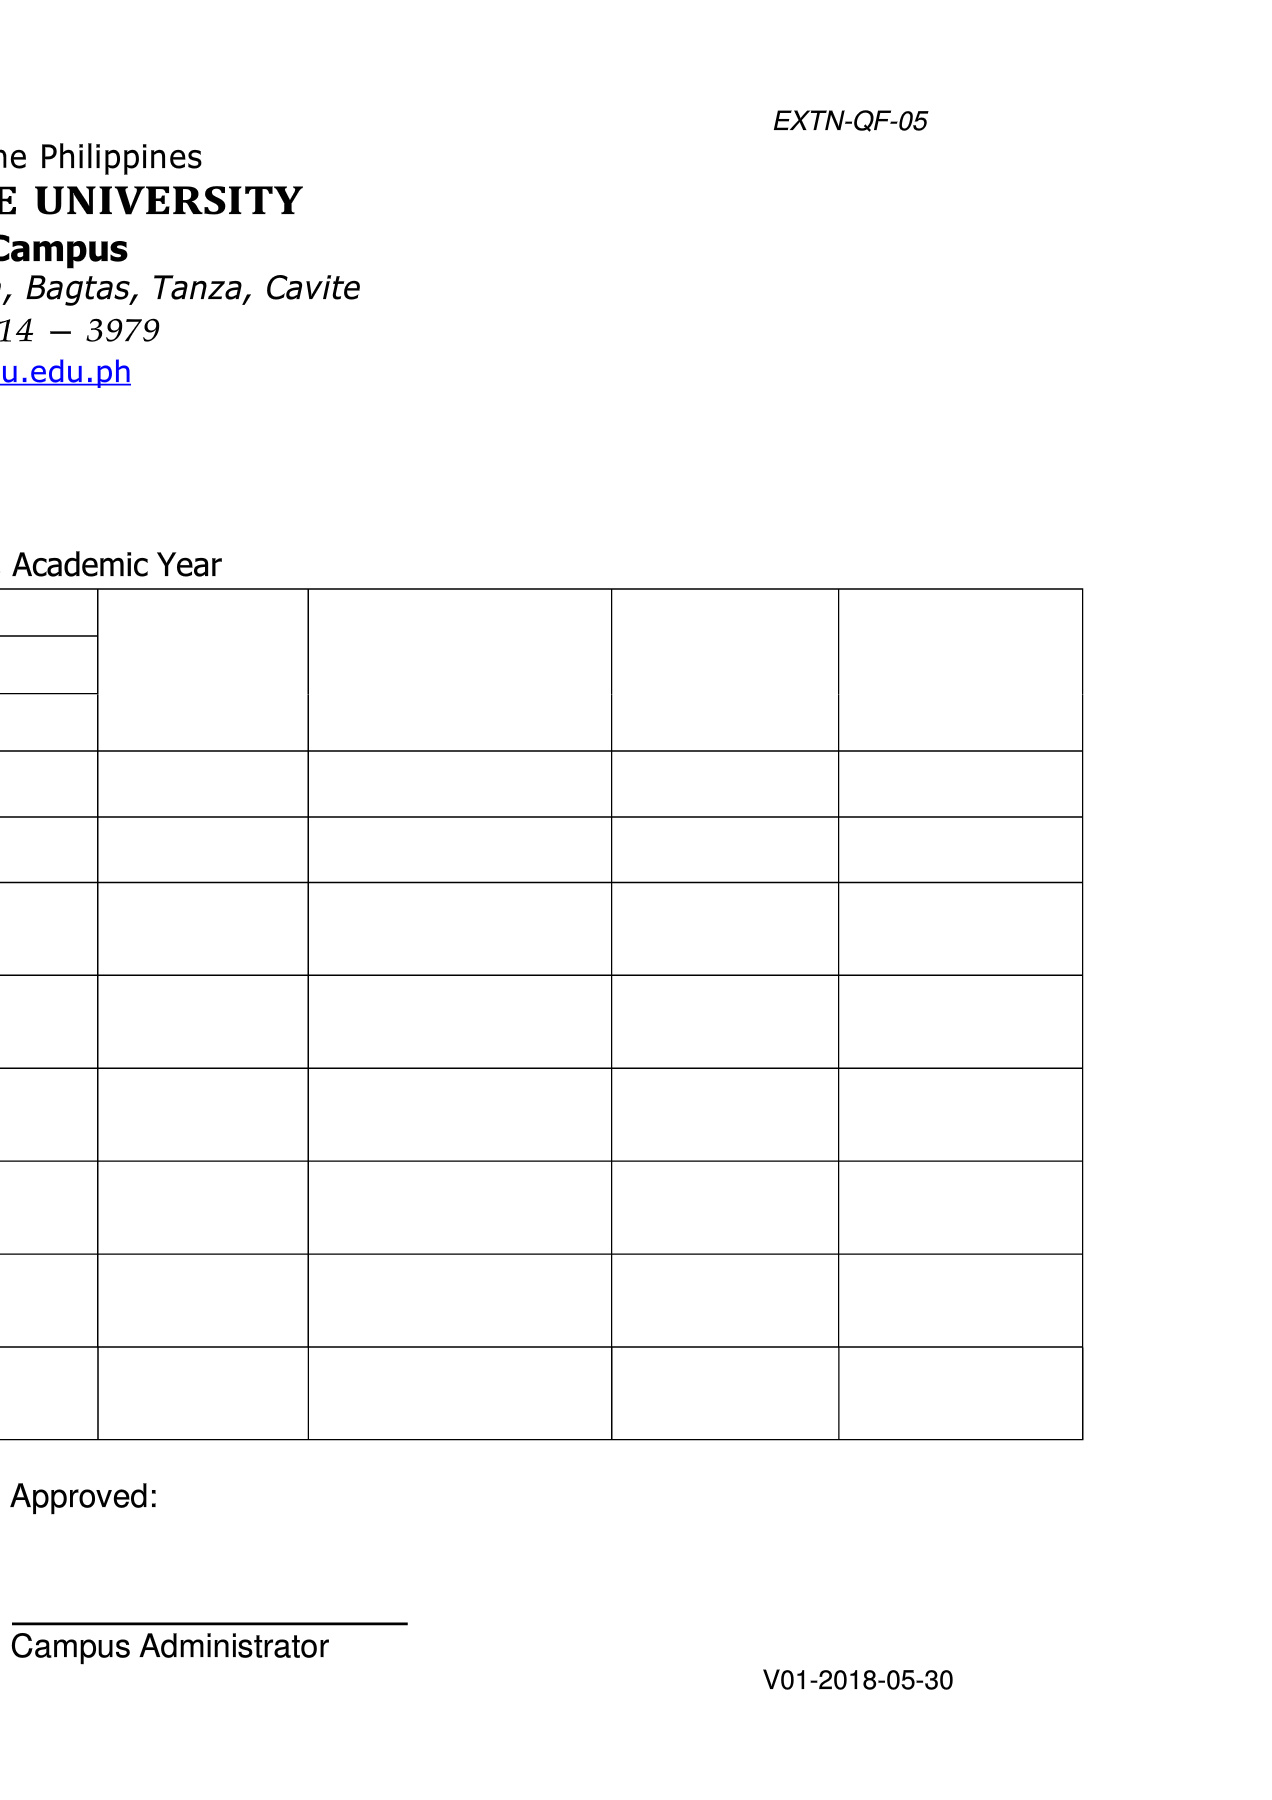 EXTN-QF-05
ne Philippines
E UNIVERSITY
Campus
, Bagtas, Tanza, Cavite
14 – 3979
u.edu.ph
Academic Year
Approved:
Campus Administrator
V01-2018-05-30